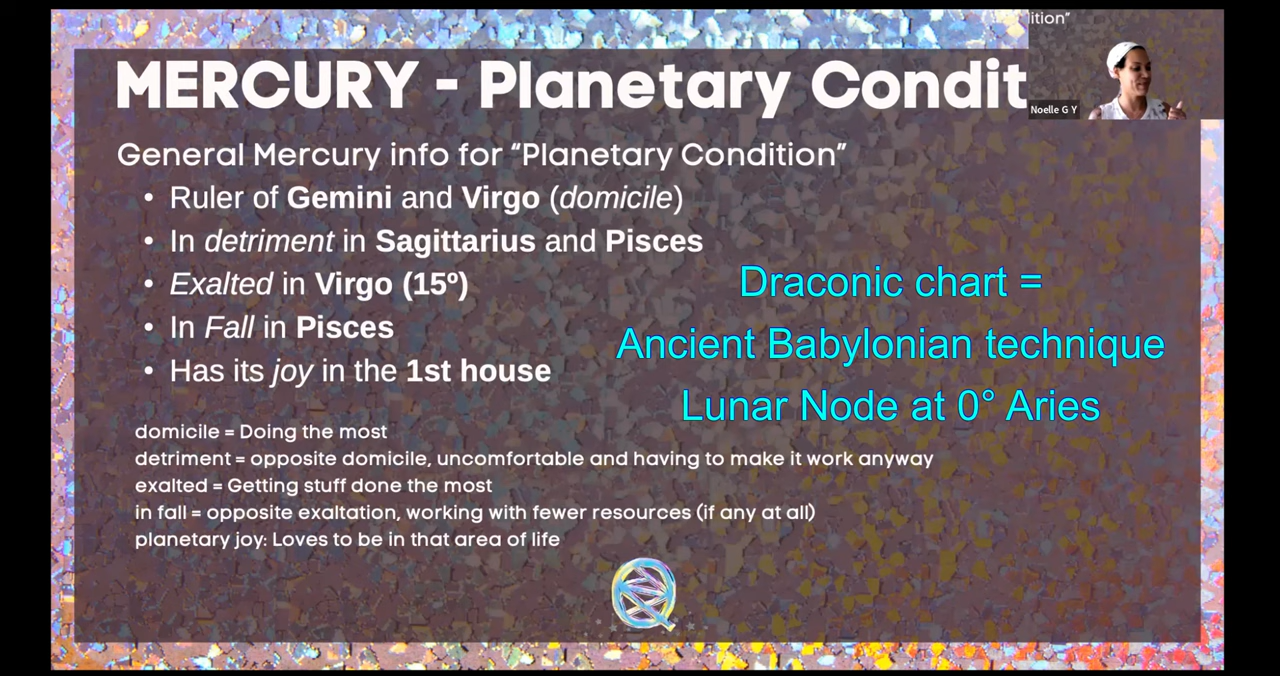 ition”
MERCURY - Planetary Condit
Noelle G Y
General Mercury info for “Planetary Condition”
• Ruler of Gemini and Virgo (domicile)
• In detriment in Sagittarius and Pisces
• Exalted in Virgo (15º)
• In Fall in Pisces
• Has its joy in the 1st house
Draconic chart =
Ancient Babylonian technique
Lunar Node at 0° Aries
domicile = Doing the most
detriment = opposite domicile, uncomfortable and having to make it work anyway
exalted = Getting stuff done the most
in fall = opposite exaltation, working with fewer resources (if any at all)
planetary joy: Loves to be in that area of life